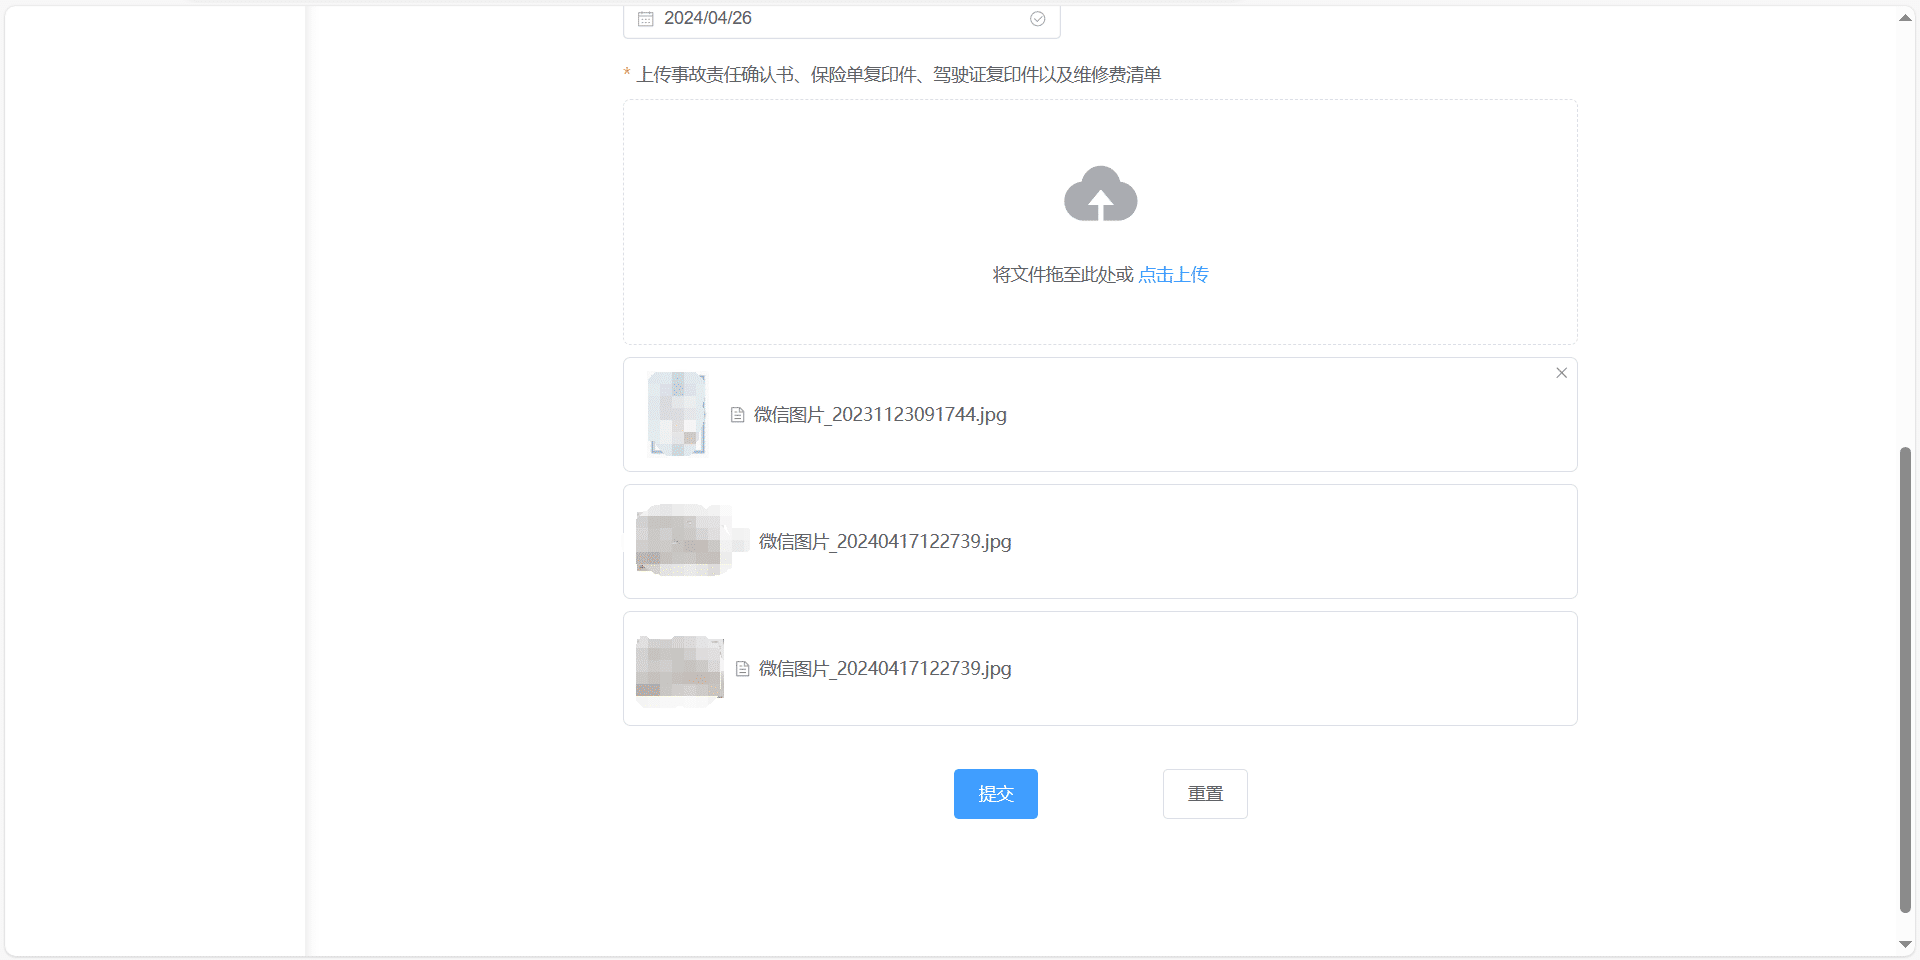 2024/04/26
* 上传事故责任确认书、保险单复印件、驾驶证复印件以及维修费清单
将文件拖至此处或 点击上传
微信图片_20231123091744.jpg
微信图片_20240417122739.jpg
微信图片_20240417122739.jpg
提交
重置